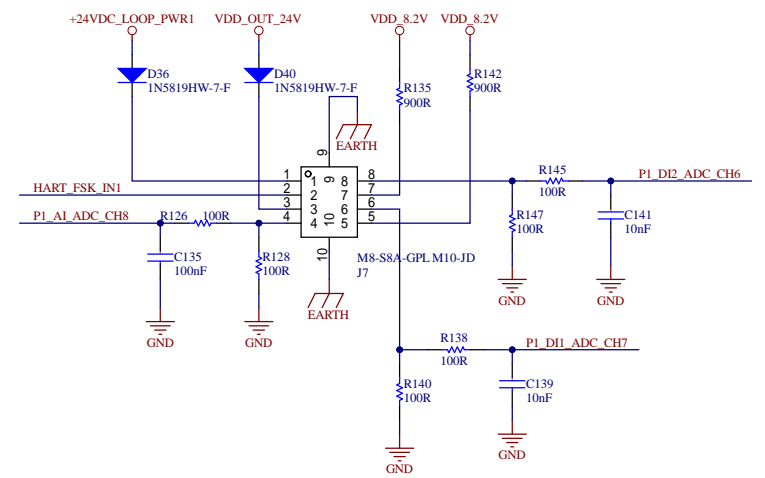 +24VDC_LOOP_PWR1
VDD_OUT_24V
VDD_8.2V
VDD_8.2V
D36
1N5819HW-7-F
D40
1N5819HW-7-F
R135
900R
R142
900R
EARTH
9
1
2
3
4
8
7
6
5
1
2
3
4
9
10
8
7
6
5
10
HART_FSK_IN1
P1_AI_ADC_CH8
R126
100R
C135
100nF
R128
100R
GND
GND
M8-S8A-GPL M10-JD
J7
EARTH
R145
100R
P1_DI2_ADC_CH6
R147
100R
C141
10nF
GND
GND
R138
100R
P1_DI1_ADC_CH7
R140
100R
C139
10nF
GND
GND